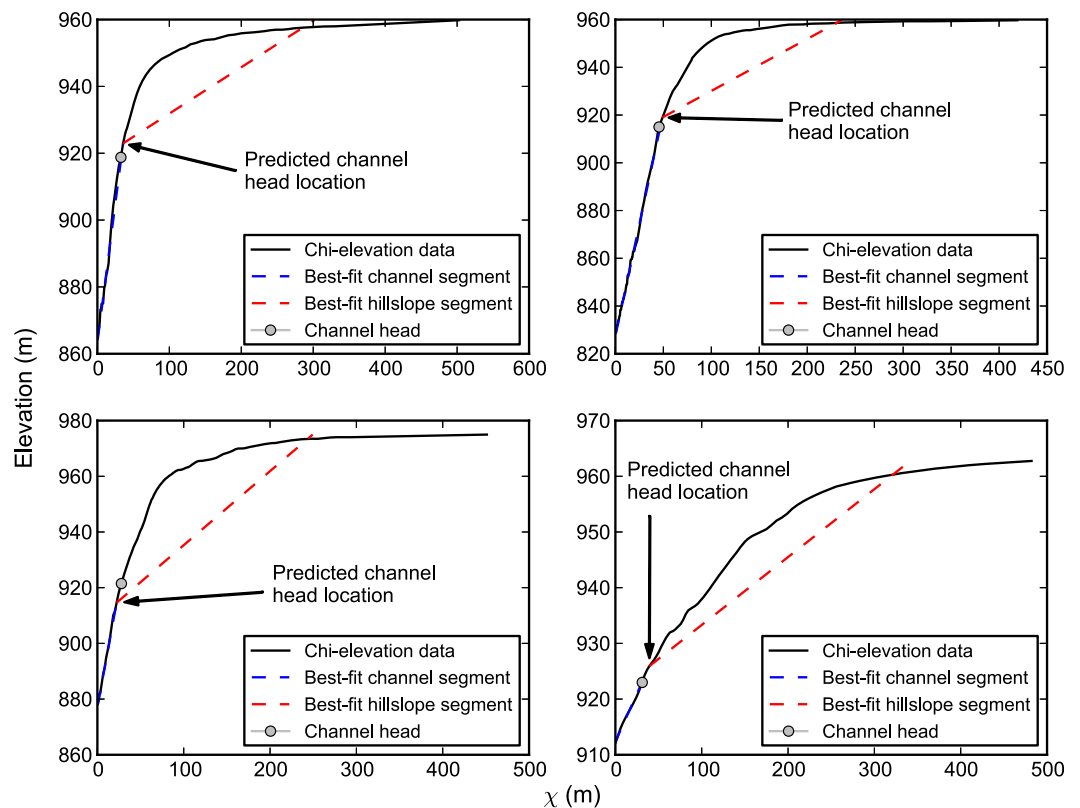 960
940
920
900
880
860
0
100
200
300
400
500
600
Predicted channel
head location
Chi-elevation data
Best-fit channel segment
Best-fit hillslope segment
Channel head
960
940
920
900
880
860
840
820
0
50
100
150
200
250
300
350
400
450
Predicted channel
head location
Chi-elevation data
Best-fit channel segment
Best-fit hillslope segment
Channel head
Elevation (m)
980
960
940
920
900
880
860
0
100
200
300
400
500
Predicted channel
head location
Chi-elevation data
Best-fit channel segment
Best-fit hillslope segment
Channel head
970
960
950
940
930
920
910
0
100
200
300
400
500
Predicted channel
head location
Chi-elevation data
Best-fit channel segment
Best-fit hillslope segment
Channel head
χ (m)